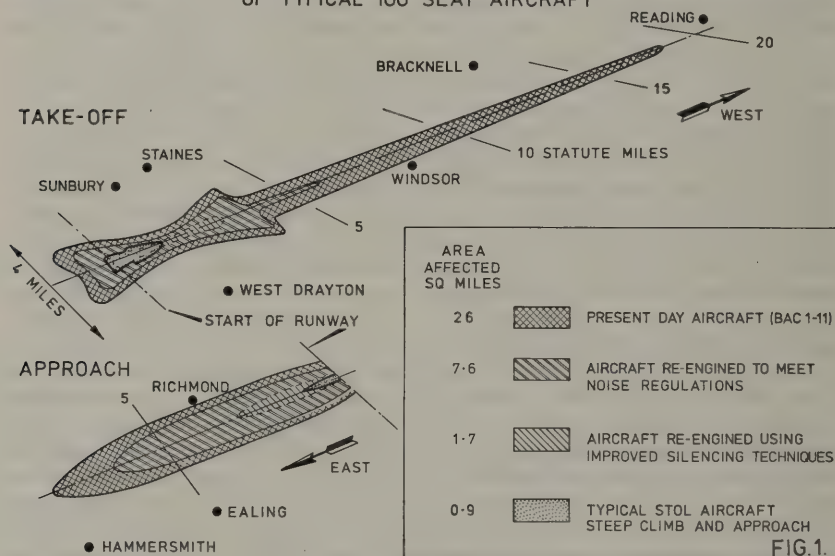 OF TYPICAL 100 SEAT AIRCRAFT
READING
20
BRACKNELL
15
WEST
TAKE-OFF
10 STATUTE MILES
STAINES
WINDSOR
SUNBURY
5
4 MILES
WEST DRAYTON
START OF RUNWAY
APPROACH
RICHMOND
5
EAST
EALING
HAMMERSMITH
AREA
AFFECTED
SQ MILES
26 PRESENT DAY AIRCRAFT (BAC 1-11)
7·6 AIRCRAFT RE-ENGINED TO MEET
NOISE REGULATIONS
1·7 AIRCRAFT RE-ENGINED USING
IMPROVED SILENCING TECHNIQUES
0·9 TYPICAL STOL AIRCRAFT
STEEP CLIMB AND APPROACH
FIG.1.